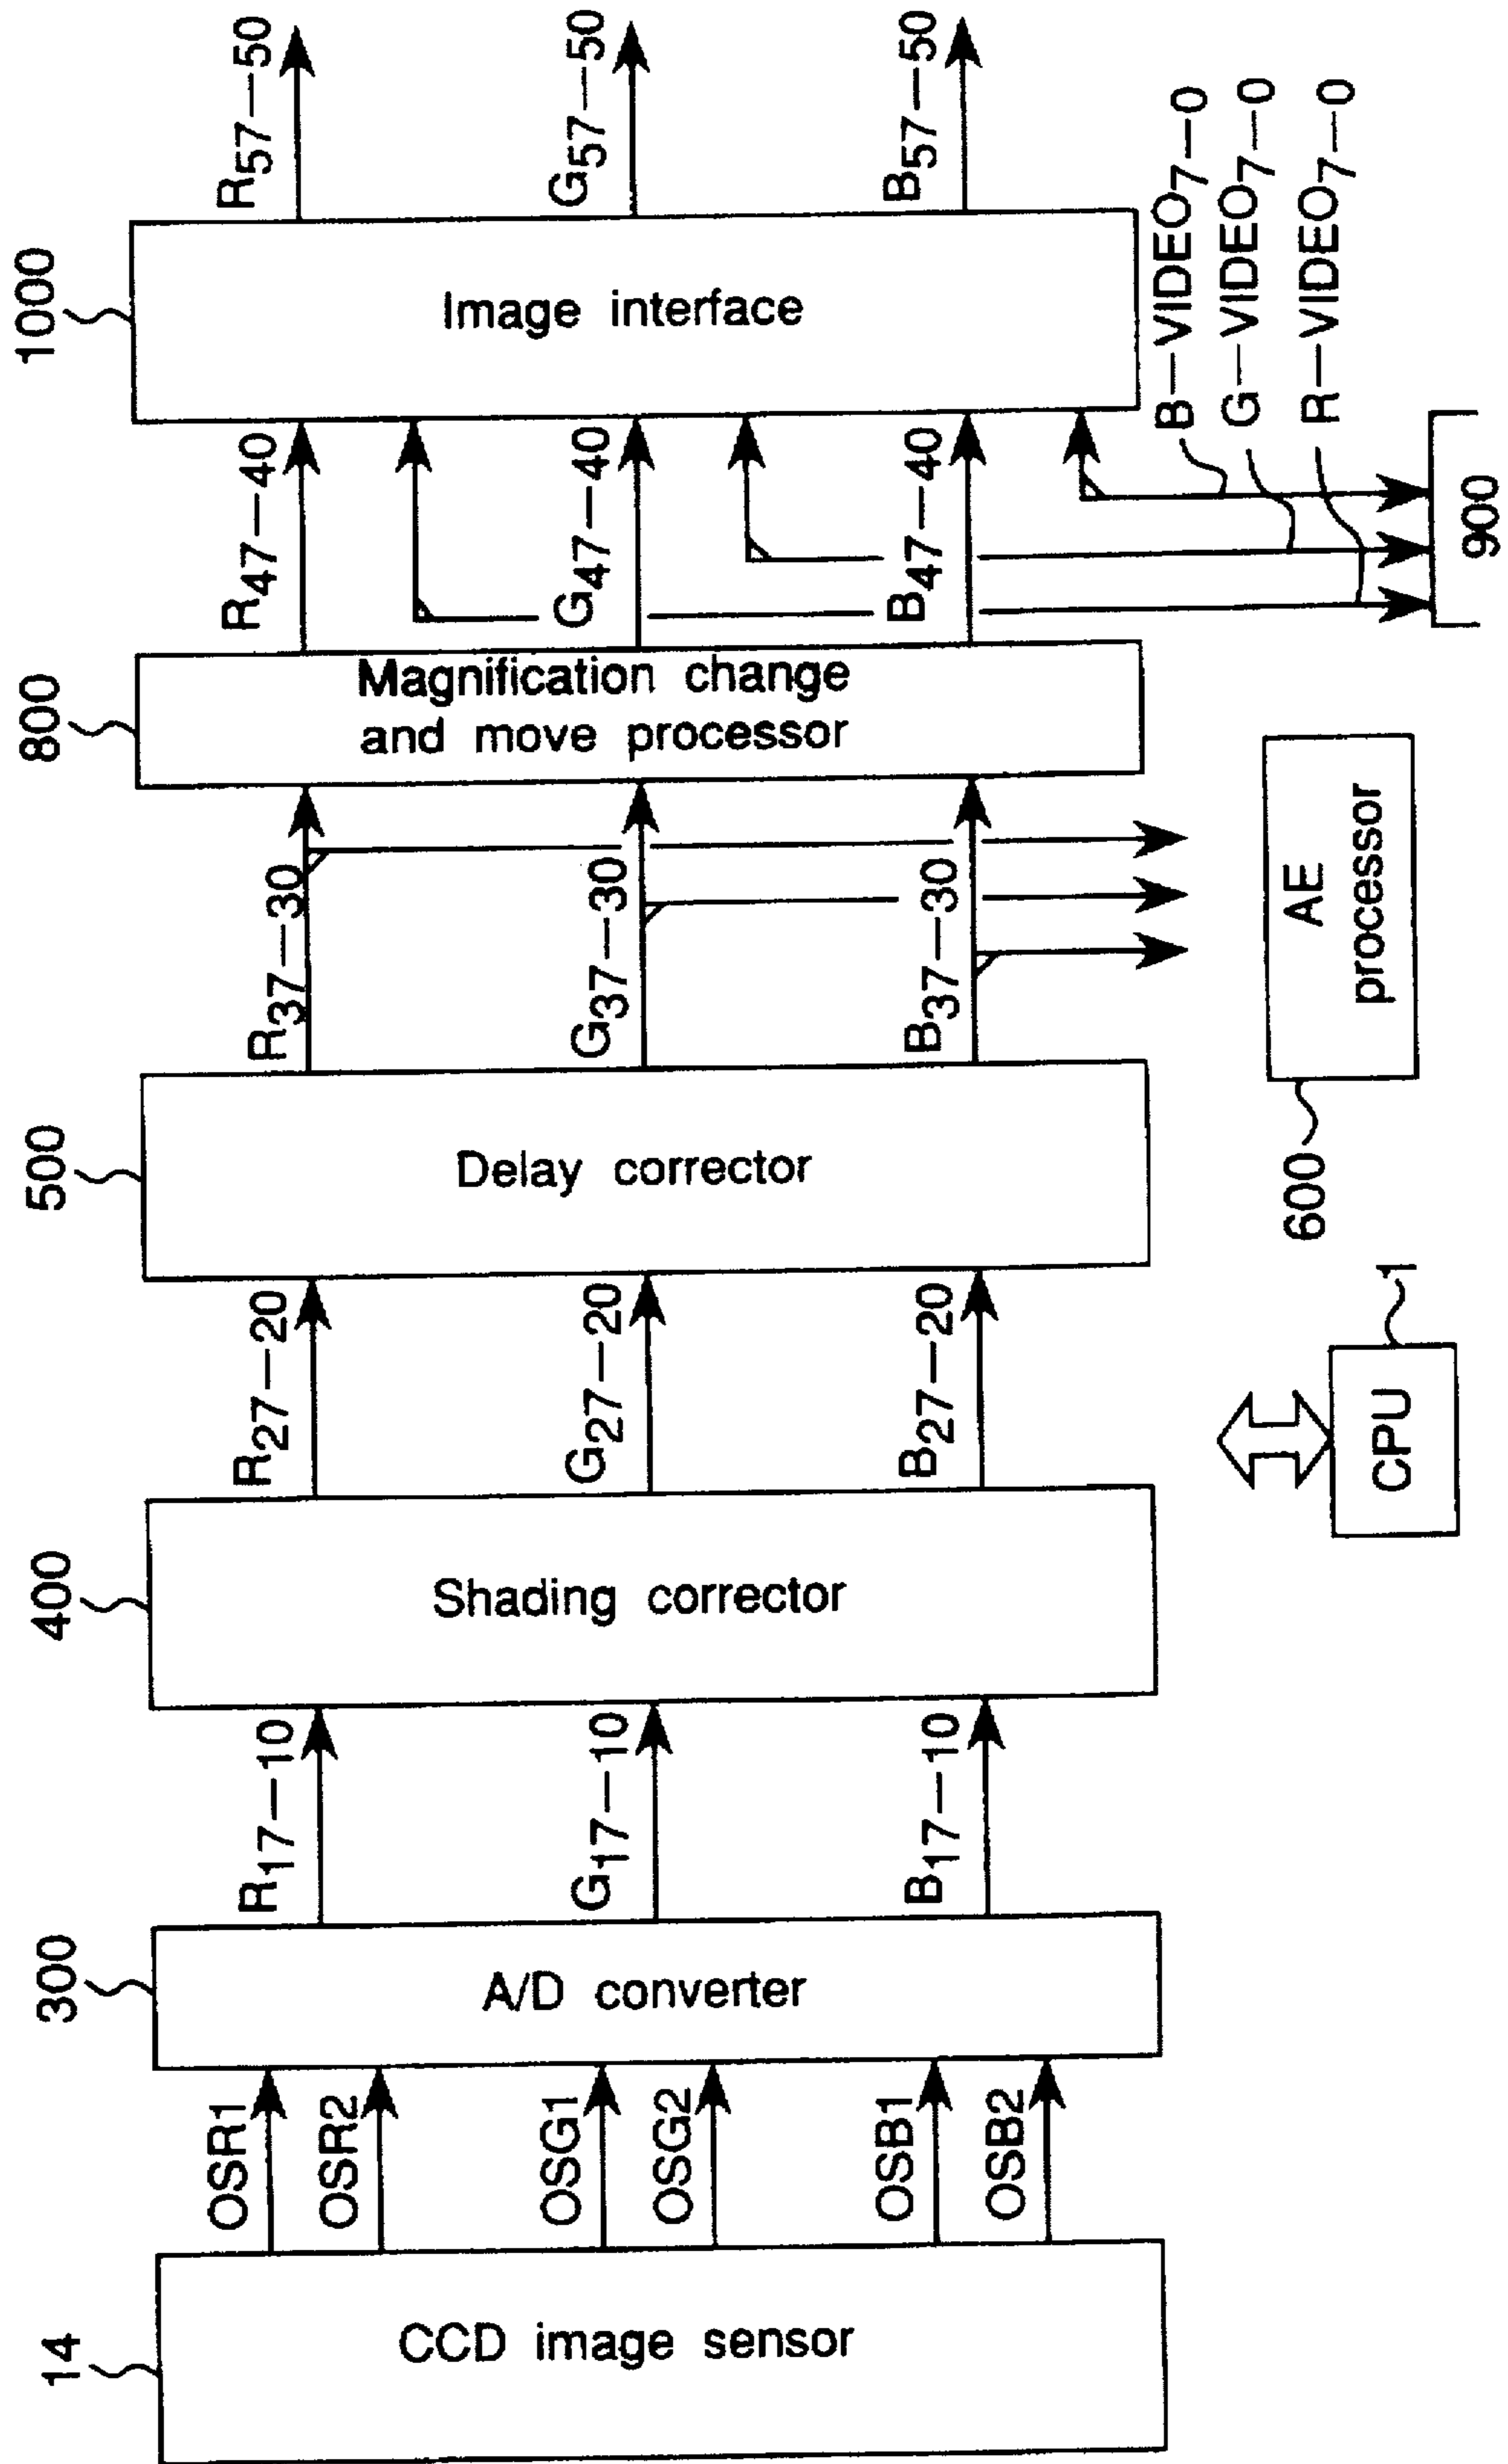 14
CCD image sensor
OSR1
OSR2
OSG1
OSG2
OSB1
OSB2
300
A/D converter
R17—10
G17—10
B17—10
400
Shading corrector
R27—20
G27—20
B27—20
500
Delay corrector
R37—30
G37—30
B37—30
800
Magnification change
and move processor
R47—40
G47—40
B47—40
1000
Image interface
R57—50
G57—50
B57—50
B—VIDEO7—0
G—VIDEO7—0
R—VIDEO7—0
900
CPU
1
600
AE
processor